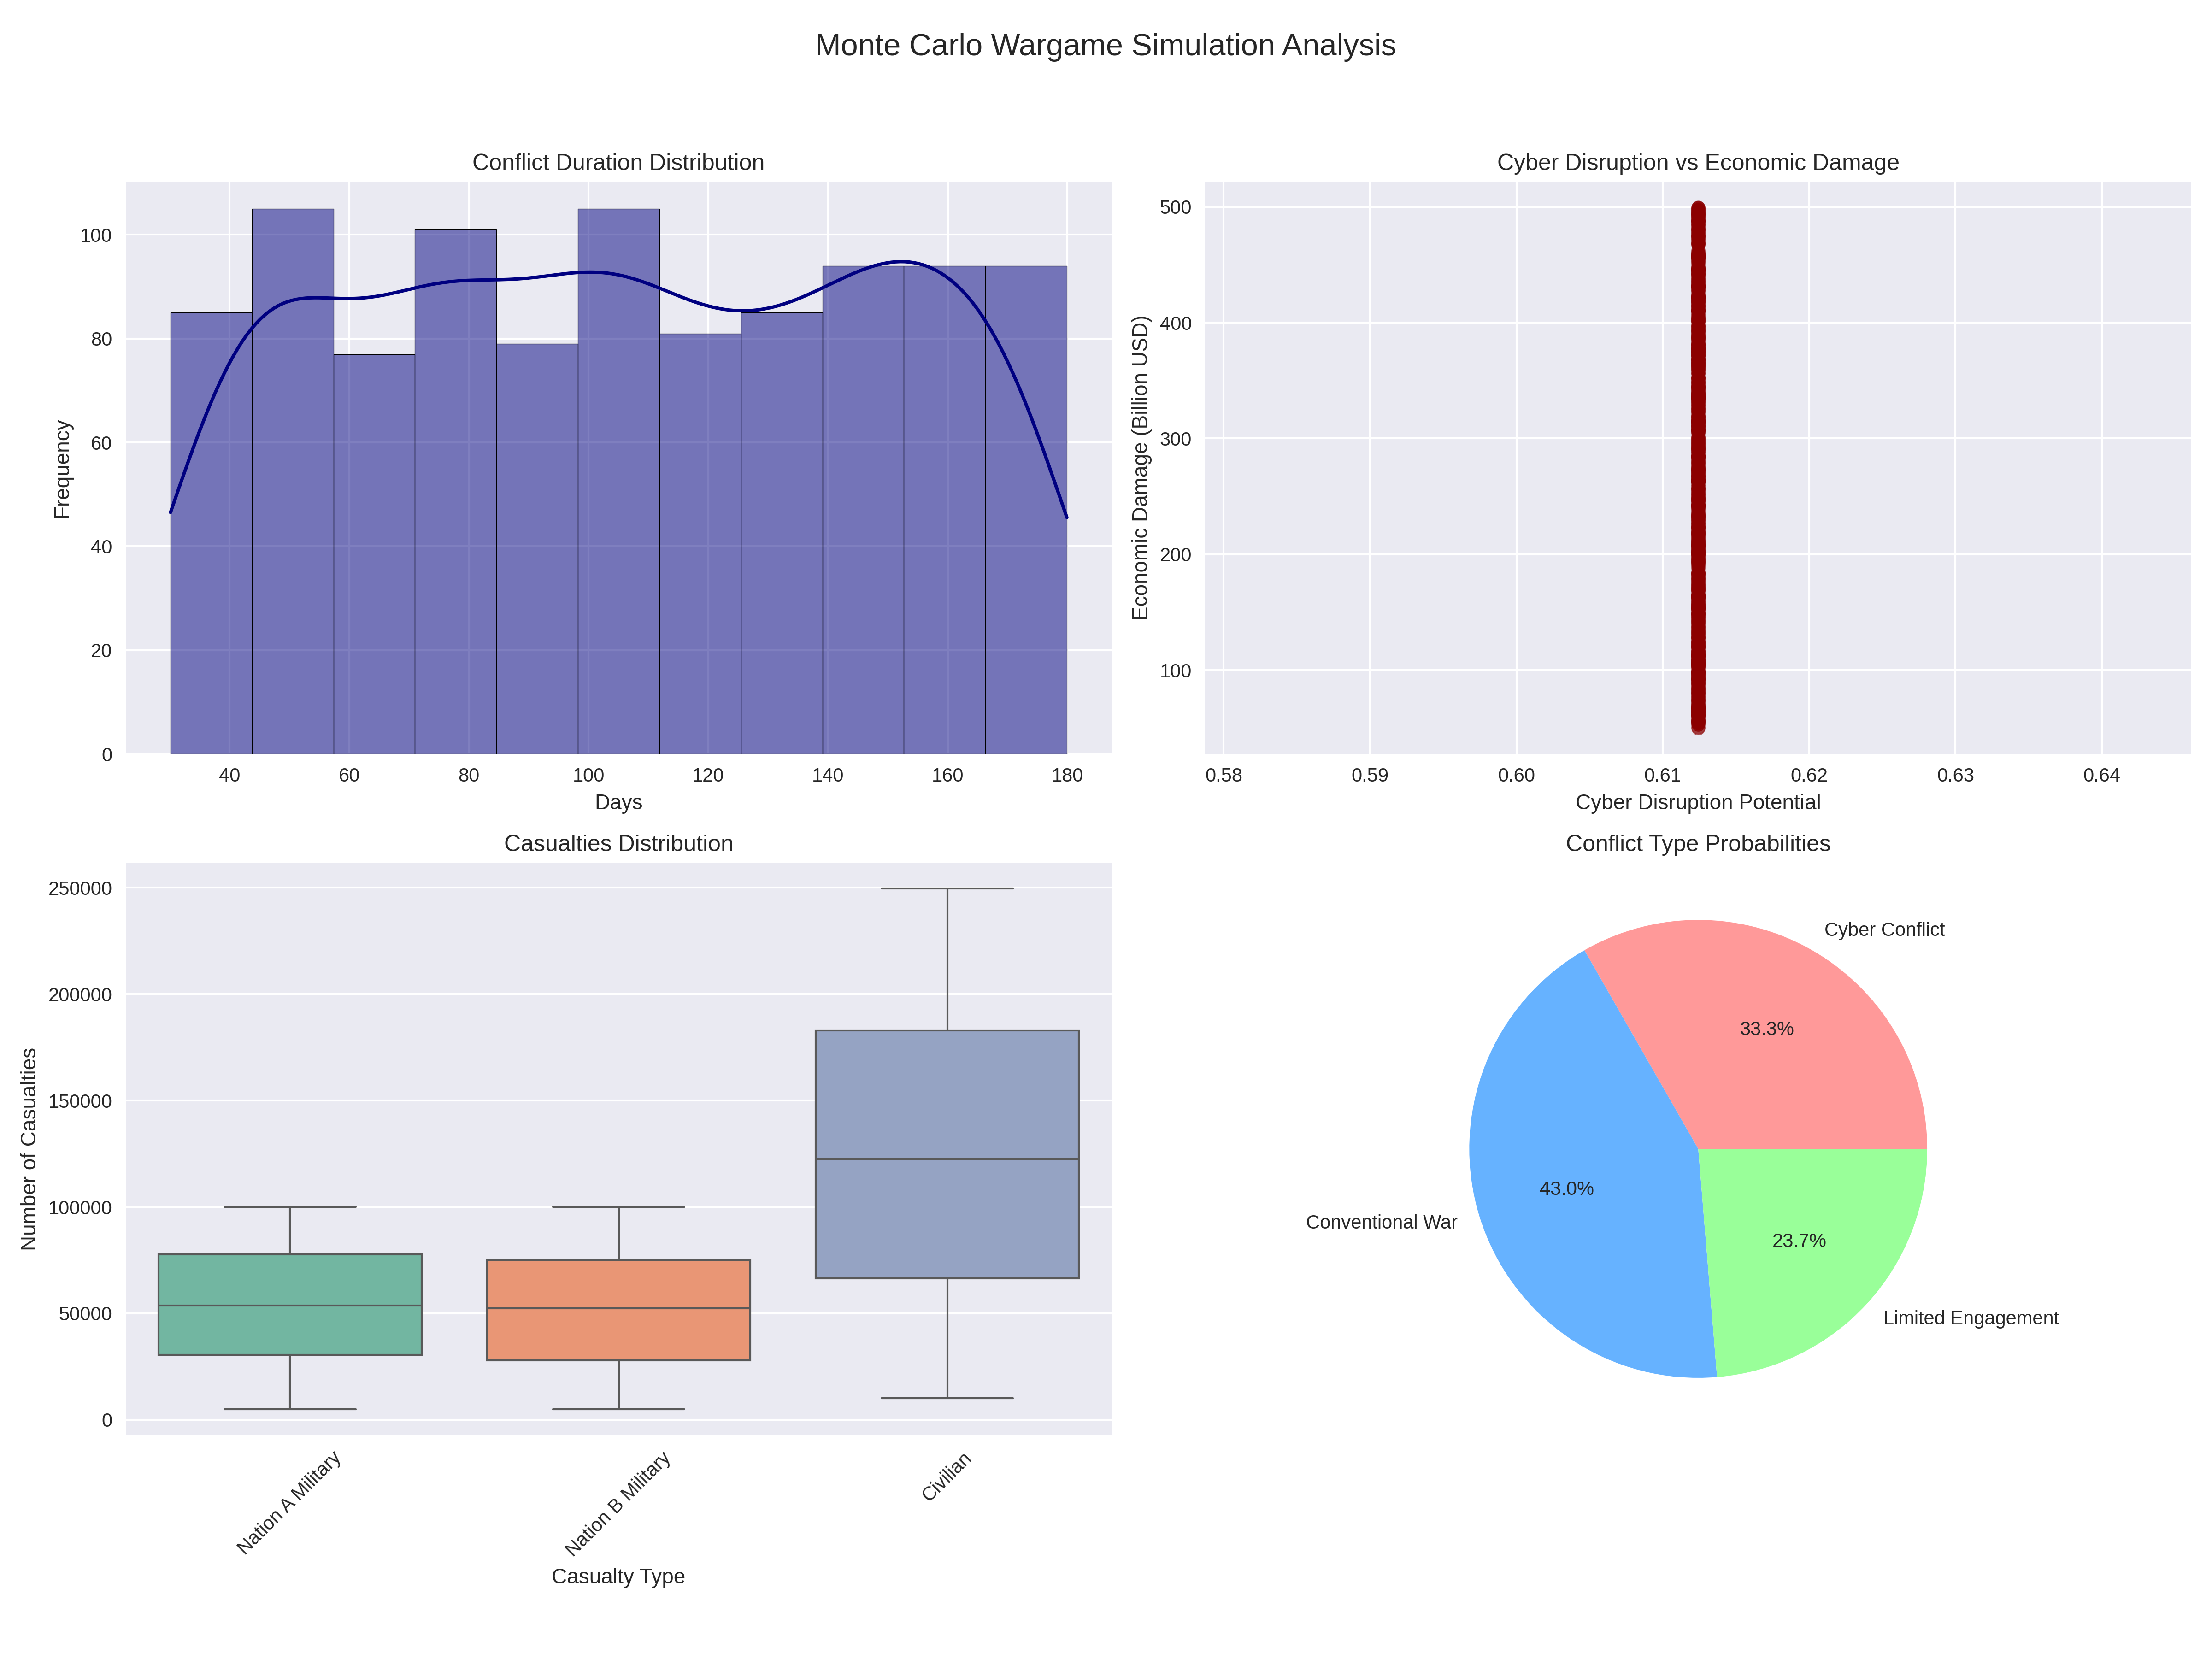 Monte Carlo Wargame Simulation Analysis
Conflict Duration Distribution
Frequency
100
80
60
40
20
0
40 60 80 100 120 140 160 180
Days
Cyber Disruption vs Economic Damage
Economic Damage (Billion USD)
500
400
300
200
100
0.58 0.59 0.60 0.61 0.62 0.63 0.64
Cyber Disruption Potential
Casualties Distribution
Number of Casualties
250000
200000
150000
100000
50000
0
Nation A Military
Nation B Military
Civilian
Casualty Type
Conflict Type Probabilities
Cyber Conflict
33.3%
43.0%
Conventional War
23.7%
Limited Engagement